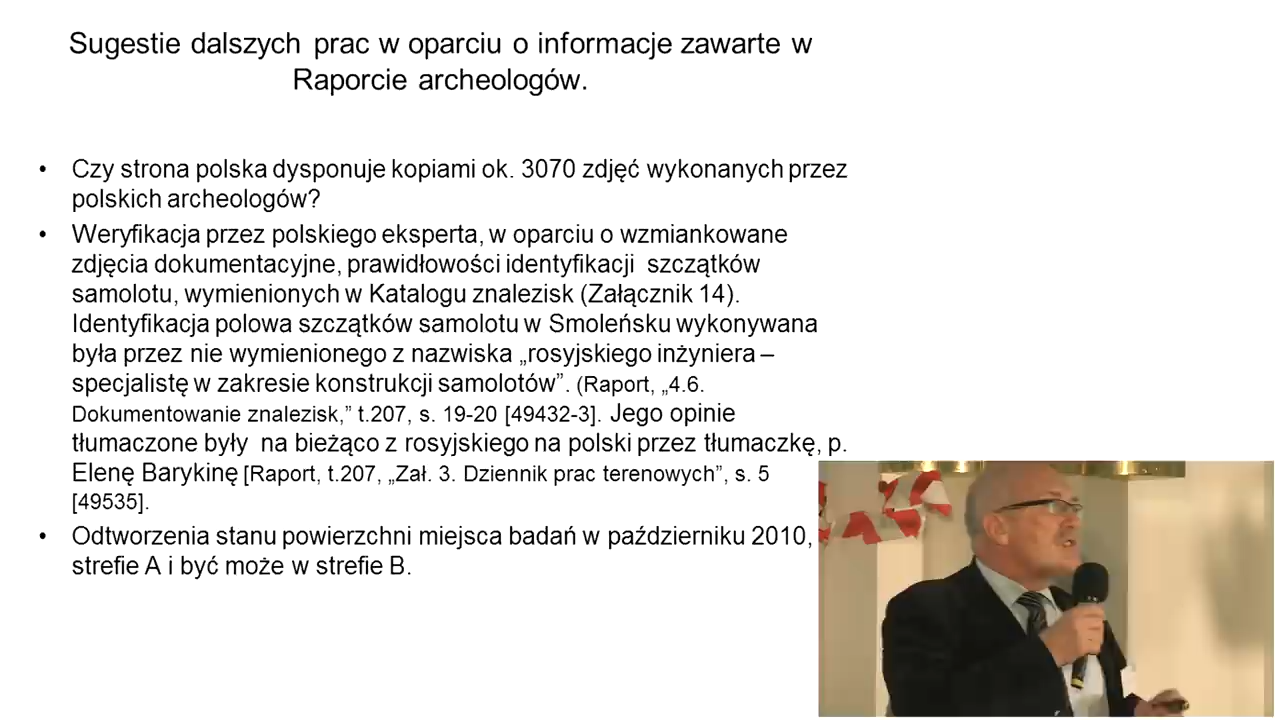 Sugestie dalszych prac w oparciu o informacje zawarte w
Raporcie archeologów.
• Czy strona polska dysponuje kopiami ok. 3070 zdjęć wykonanych przez
polskich archeologów?
• Weryfikacja przez polskiego eksperta, w oparciu o wzmiankowane
zdjęcia dokumentacyjne, prawidłowości identyfikacji szczątków
samolotu, wymienionych w Katalogu znalezisk (Załącznik 14).
Identyfikacja polowa szczątków samolotu w Smoleńsku wykonywana
była przez nie wymienionego z nazwiska „rosyjskiego inżyniera –
specjalistę w zakresie konstrukcji samolotów”. (Raport, „4.6.
Dokumentowanie znalezisk,” t.207, s. 19-20 [49432-3]. Jego opinie
tłumaczone były na bieżąco z rosyjskiego na polski przez tłumaczkę, p.
Elenę Barykinę [Raport, t.207, „Zał. 3. Dziennik prac terenowych”, s. 5
[49535].
• Odtworzenia stanu powierzchni miejsca badań w październiku 2010,
strefie A i być może w strefie B.